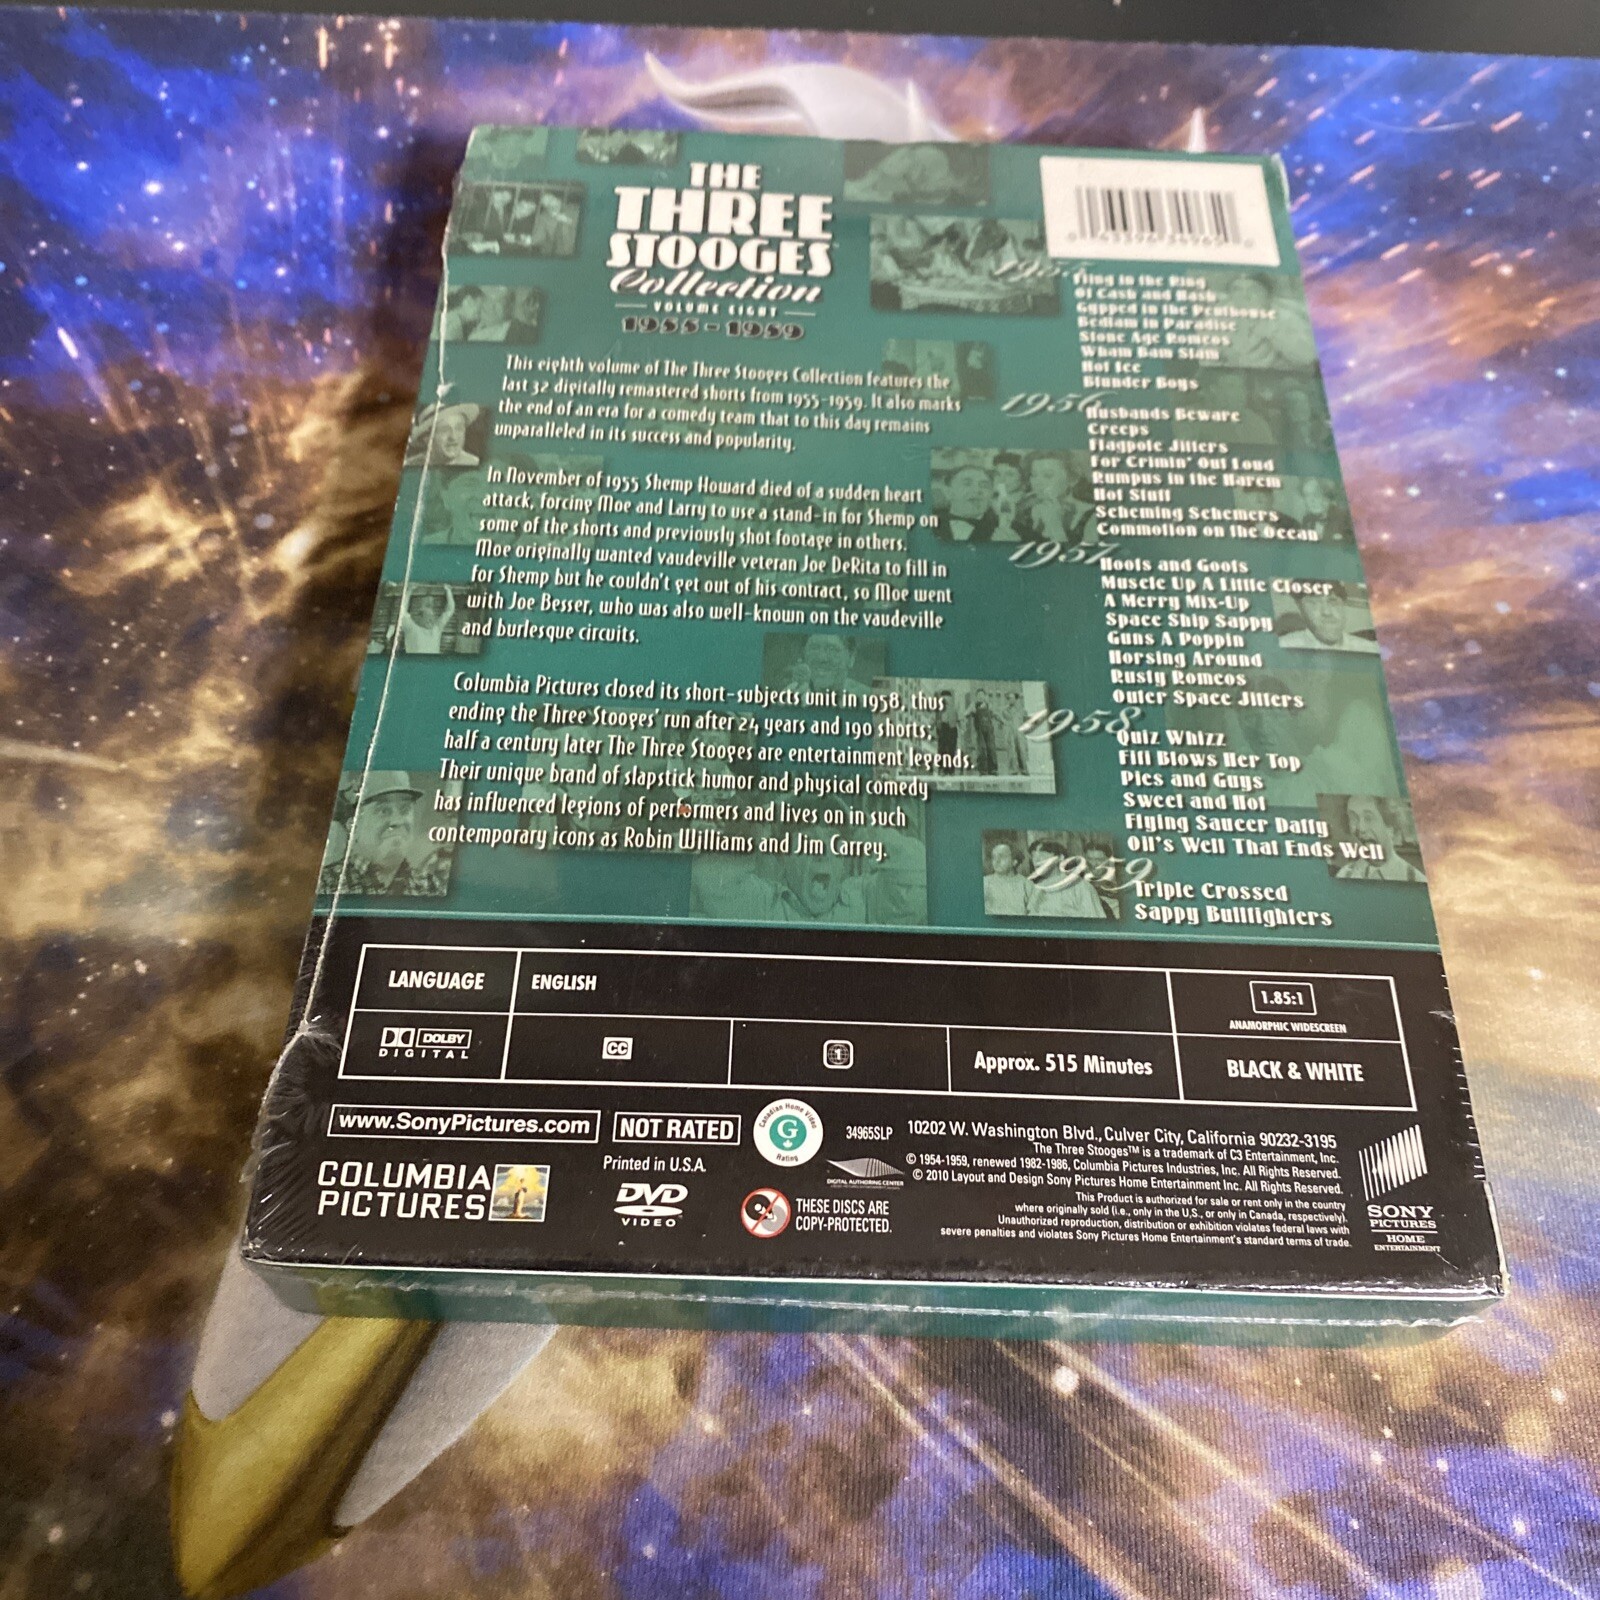 THE
THREE
STOOGES
Collection
VOLUME EIGHT
1955-1959
This eighth volume of The Three Stooges Collection features the
last 32 digitally remastered shorts from 1955-1959. It also marks
the end of an era for a comedy team that to this day remains
unparalleled in its success and popularity.
In November of 1955 Shemp Howard died of a sudden heart
attack, forcing Moe and Larry to use a stand-in for Shemp on
some of the shorts and previously shot footage in others.
Moe originally wanted vaudeville veteran Joe DeRita to fill in
for Shemp but he couldn't get out of his contract, so Moe went
with Joe Besser, who was also well-known on the vaudeville
and burlesque circuits.
Columbia Pictures closed its short-subjects unit in 1958, thus
ending the Three Stooges' run after 24 years and 190 shorts;
half a century later The Three Stooges are entertainment legends.
Their unique brand of slapstick humor and physical comedy
has influenced legions of performers and lives on in such
contemporary icons as Robin Williams and Jim Carrey.
1955
Fling in the Ring
Of Cash and Hash
Gypped in the Penthouse
Bedlam in Paradise
Stone Age Romeos
Wham Bam Slam
Hot Ice
Blunder Boys
1956
Husbands Beware
Creeps
Flagpole Jitters
For Crimin' Out Loud
Rumpus in the Harem
Hot Stuff
Scheming Schemers
Commotion on the Ocean
1957
Hoofs and Goofs
Muscle Up A Little Closer
A Merry Mix-Up
Space Ship Sappy
Guns A Poppin
Horsing Around
Rusty Romeos
Outer Space Jitters
1958
Quiz Whizz
Fifi Blows Her Top
Pies and Guys
Sweet and Hot
Flying Saucer Daffy
Oil's Well That Ends Well
1959
Triple Crossed
Sappy Bullfighters
LANGUAGE
ENGLISH
1.85:1
ANAMORPHIC WIDESCREEN
DOLBY
DIGITAL
CC
1
Approx. 515 Minutes
BLACK & WHITE
www.SonyPictures.com
NOT RATED
Canadian Home Video
G
Rating
34965SLP
DIGITAL AUTHORING CENTER
Printed in U.S.A.
COLUMBIA
PICTURES
DVD
VIDEO
THESE DISCS ARE
COPY-PROTECTED.
10202 W. Washington Blvd., Culver City, California 90232-3195
The Three Stooges™ is a trademark of C3 Entertainment, Inc.
© 1954-1959, renewed 1982-1986, Columbia Pictures Industries, Inc. All Rights Reserved.
© 2010 Layout and Design Sony Pictures Home Entertainment Inc. All Rights Reserved.
This Product is authorized for sale or rent only in the country
where originally sold (i.e., only in the U.S., or only in Canada, respectively).
Unauthorized reproduction, distribution or exhibition violates federal laws with
severe penalties and violates Sony Pictures Home Entertainment's standard terms of trade.
SONY
PICTURES
HOME
ENTERTAINMENT